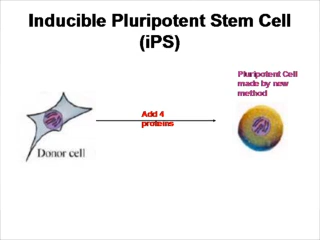 Inducible Pluripotent Stem Cell
(iPS)
Pluripotent Cell
made by new
method
Add 4
proteins
Donor cell